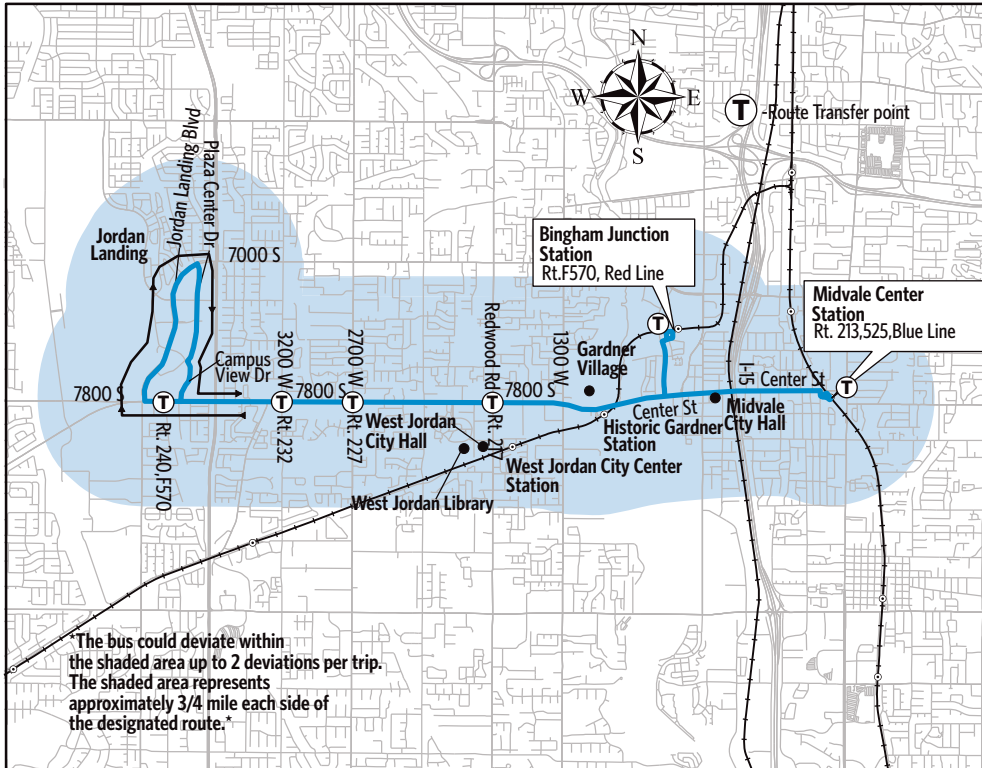 N
W
E
S
T
-Route Transfer point
Jordan Landing Blvd
Plaza Center Dr
Jordan
Landing
7000 S
Bingham Junction
Station
Rt.F570, Red Line
T
Midvale Center
Station
Rt. 213,525,Blue Line
T
Campus
View Dr
3200 W
2700 W
Redwood Rd
1300 W
Gardner
Village
I-15
Center St
7800 S
7800 S
7800 S
T
T
T
T
Rt. 240,F570
Rt. 232
Rt. 227
Center St
Historic Gardner
Station
Midvale
City Hall
West Jordan
City Hall
West Jordan City Center
Station
West Jordan Library
*The bus could deviate within
the shaded area up to 2 deviations per trip.
The shaded area represents
approximately 3/4 mile each side of
the designated route.*